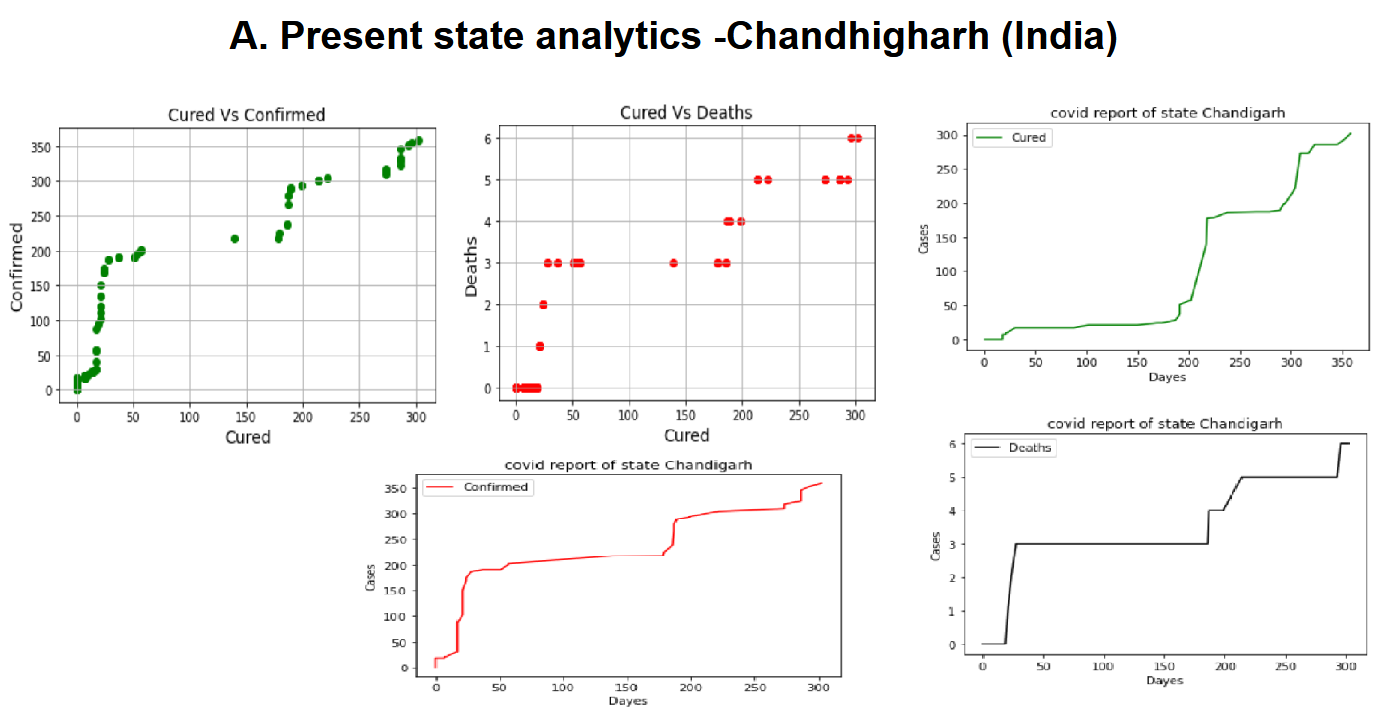 A. Present state analytics -Chandhigharh (India)
Cured Vs Confirmed
Confirmed
350
300
250
200
150
100
50
0
0 50 100 150 200 250 300
Cured
Cured Vs Deaths
Deaths
6
5
4
3
2
1
0
0 50 100 150 200 250 300
Cured
covid report of state Chandigarh
Cured
Cases
300
250
200
150
100
50
0
0 50 100 150 200 250 300 350
Dayes
covid report of state Chandigarh
Confirmed
Cases
350
300
250
200
150
100
50
0
0 50 100 150 200 250 300
Dayes
covid report of state Chandigarh
Deaths
Cases
6
5
4
3
2
1
0
0 50 100 150 200 250 300
Dayes